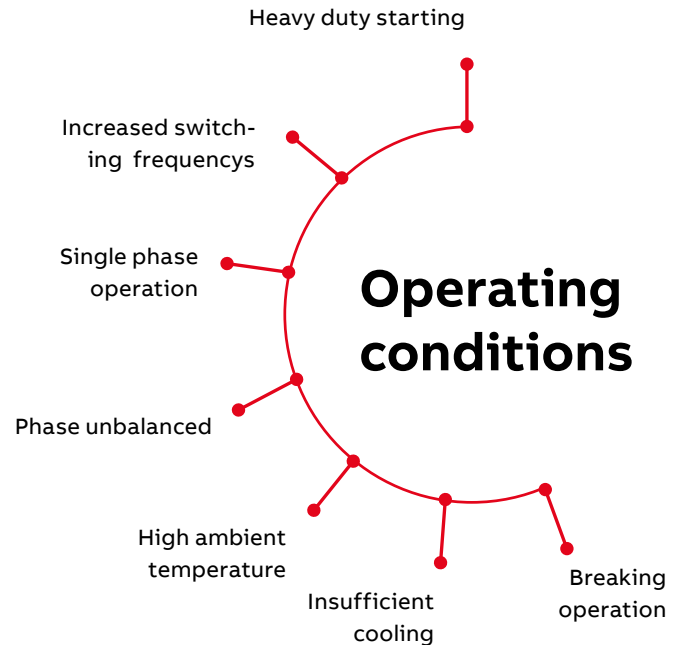 Heavy duty starting
Increased switch-
ing frequencys
Single phase
operation
Operating
conditions
Phase unbalanced
High ambient
temperature
Insufficient
cooling
Breaking
operation